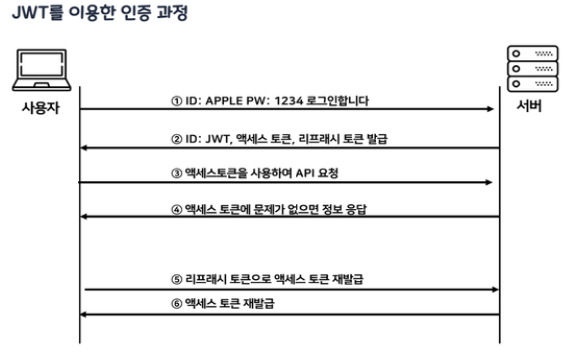 JWT를 이용한 인증 과정
사용자
서버
① ID: APPLE PW: 1234 로그인합니다
② ID: JWT, 액세스 토큰, 리프래시 토큰 발급
③ 액세스토큰을 사용하여 API 요청
④ 액세스 토큰에 문제가 없으면 정보 응답
⑤ 리프래시 토큰으로 액세스 토큰 재발급
⑥ 액세스 토큰 재발급